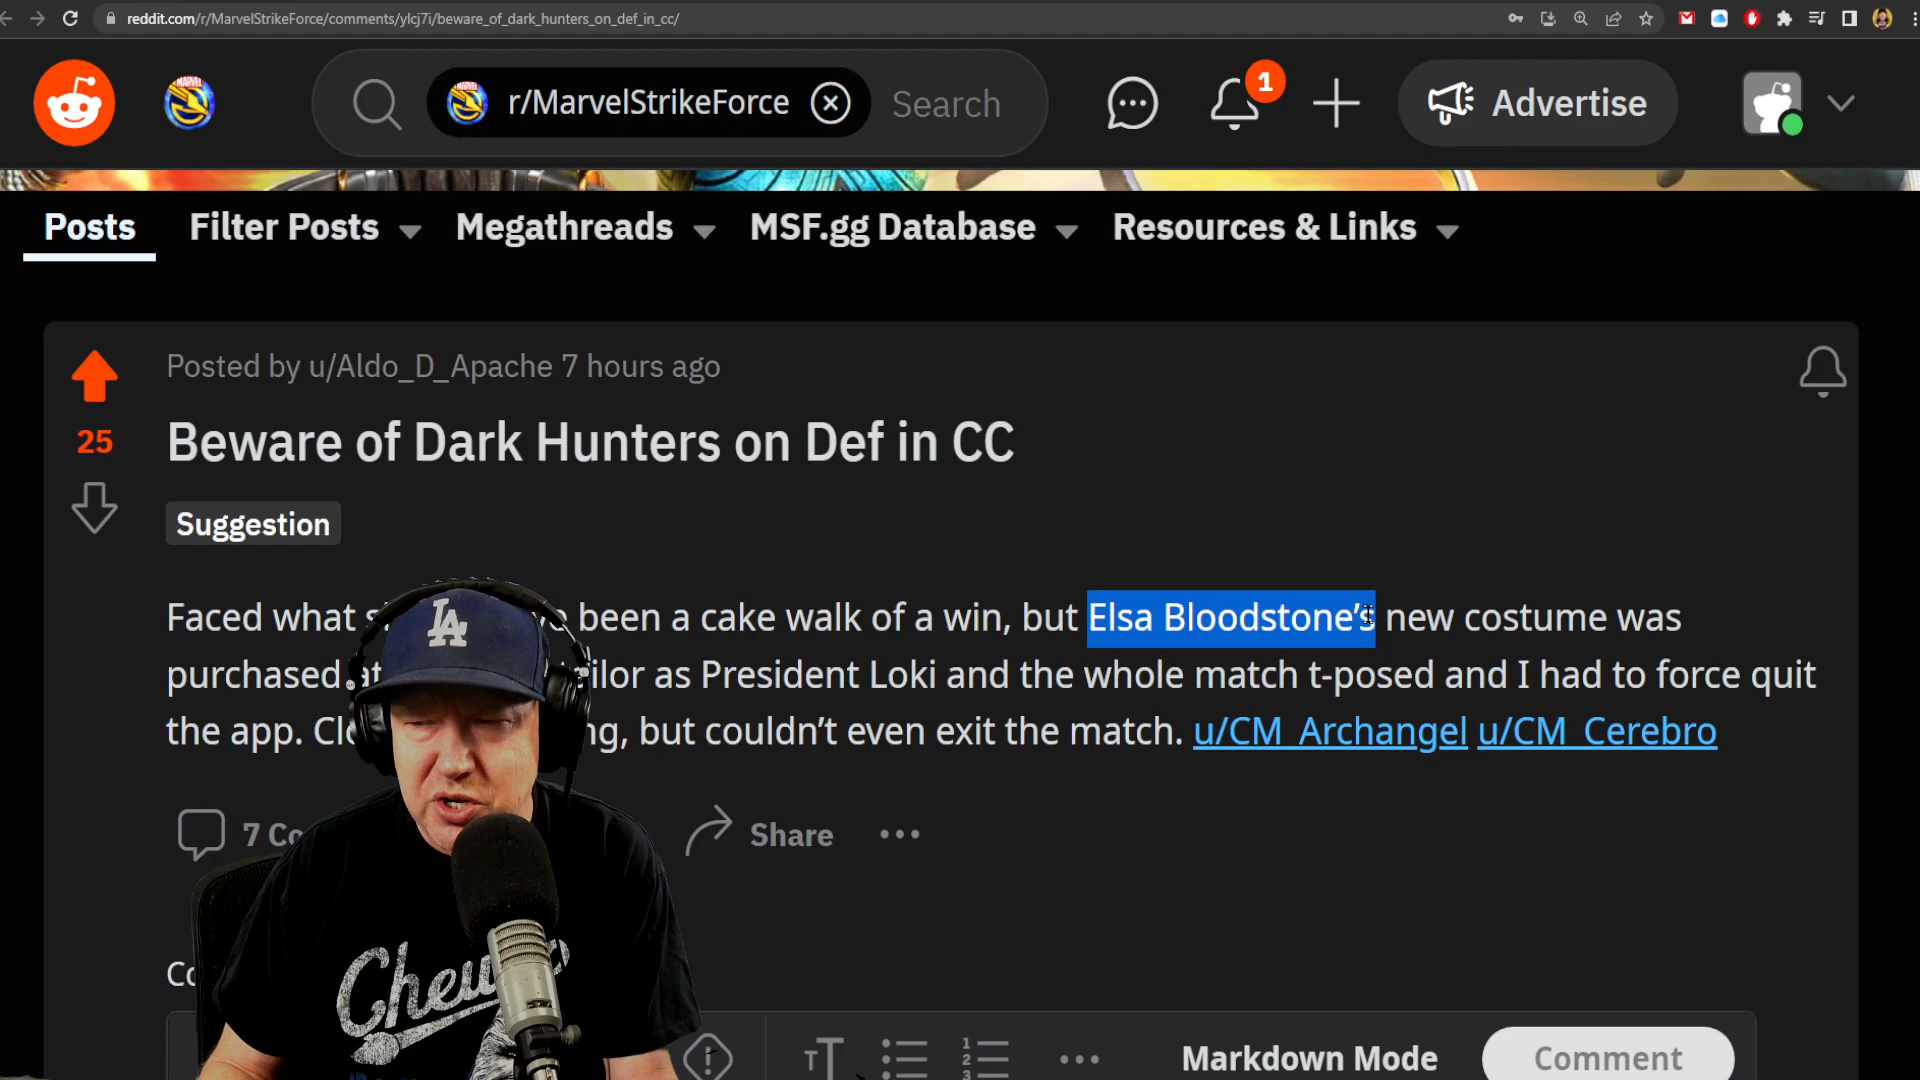 reddit.com/r/MarvelStrikeForce/comments/ylcj7i/beware_of_dark_hunters_on_def_in_cc/
MARVEL
r/MarvelStrikeForce
Search
1
Advertise
Posts
Filter Posts
Megathreads
MSF.gg Database
Resources & Links
Posted by u/Aldo_D_Apache 7 hours ago
25
Beware of Dark Hunters on Def in CC
Suggestion
Faced what been a cake walk of a win, but Elsa Bloodstone’s new costume was
purchased as President Loki and the whole match t-posed and I had to force quit
the app. but couldn’t even exit the match. u/CM_Archangel u/CM_Cerebro
LA
7
Share
Chew
Markdown Mode
Comment